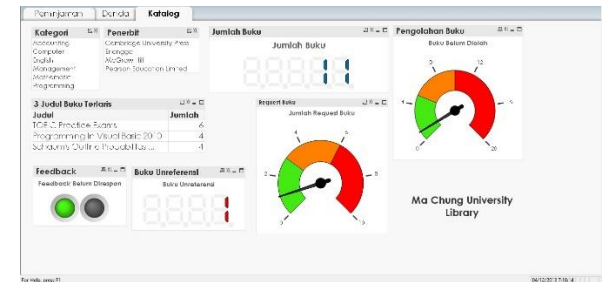 Peminjaman Denda Katalog
Kategori
Accounting
Computer
English
Management
Mathematic
Programming
Penerbit
Cambridge University Press
Erlangga
McGraw Hill
Pearson Education Limited
Jumlah Buku
Jumlah Buku
11
Pengolahan Buku
Buku Belum Diolah
12
20
3 Judul Buku Terlaris
Judul Jumlah
Practice Exams 6
Programming In Visual Basic 2010 4
Schaum's Outline 4
Request Buku
Jumlah Request Buku
Feedback
Feedback Belum Direspon
Buku Unreferensi
Buku Unreferensi
1
Ma Chung University
Library
For Help, press F1